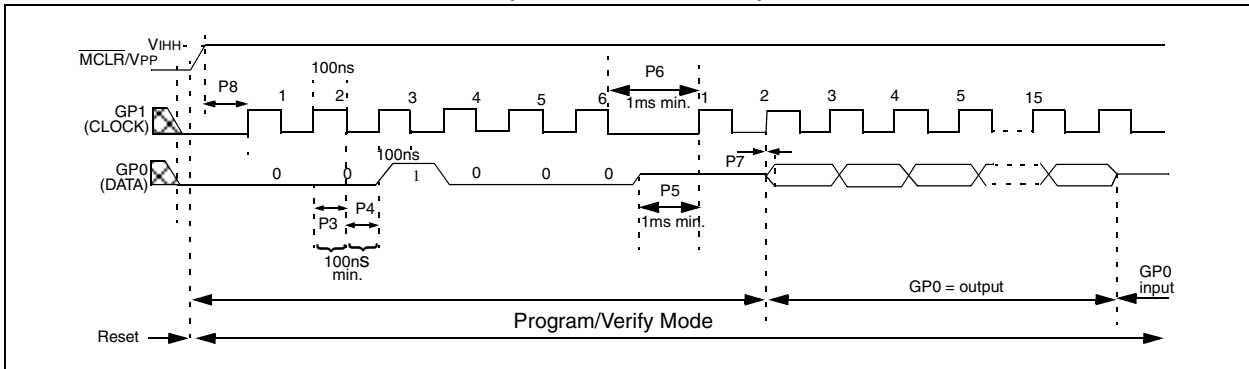 VIHH
MCLR/VPP
100ns
P6
P8
1 2 3 4 5 6 1ms min. 1 2 3 4 5 15
GP1
(CLOCK)
100ns
P7
GP0
(DATA)
0 0 1 0 0 0
P5
P3 P4
1ms min.
100nS
min.
GP0 = output
GP0
input
Program/Verify Mode
Reset